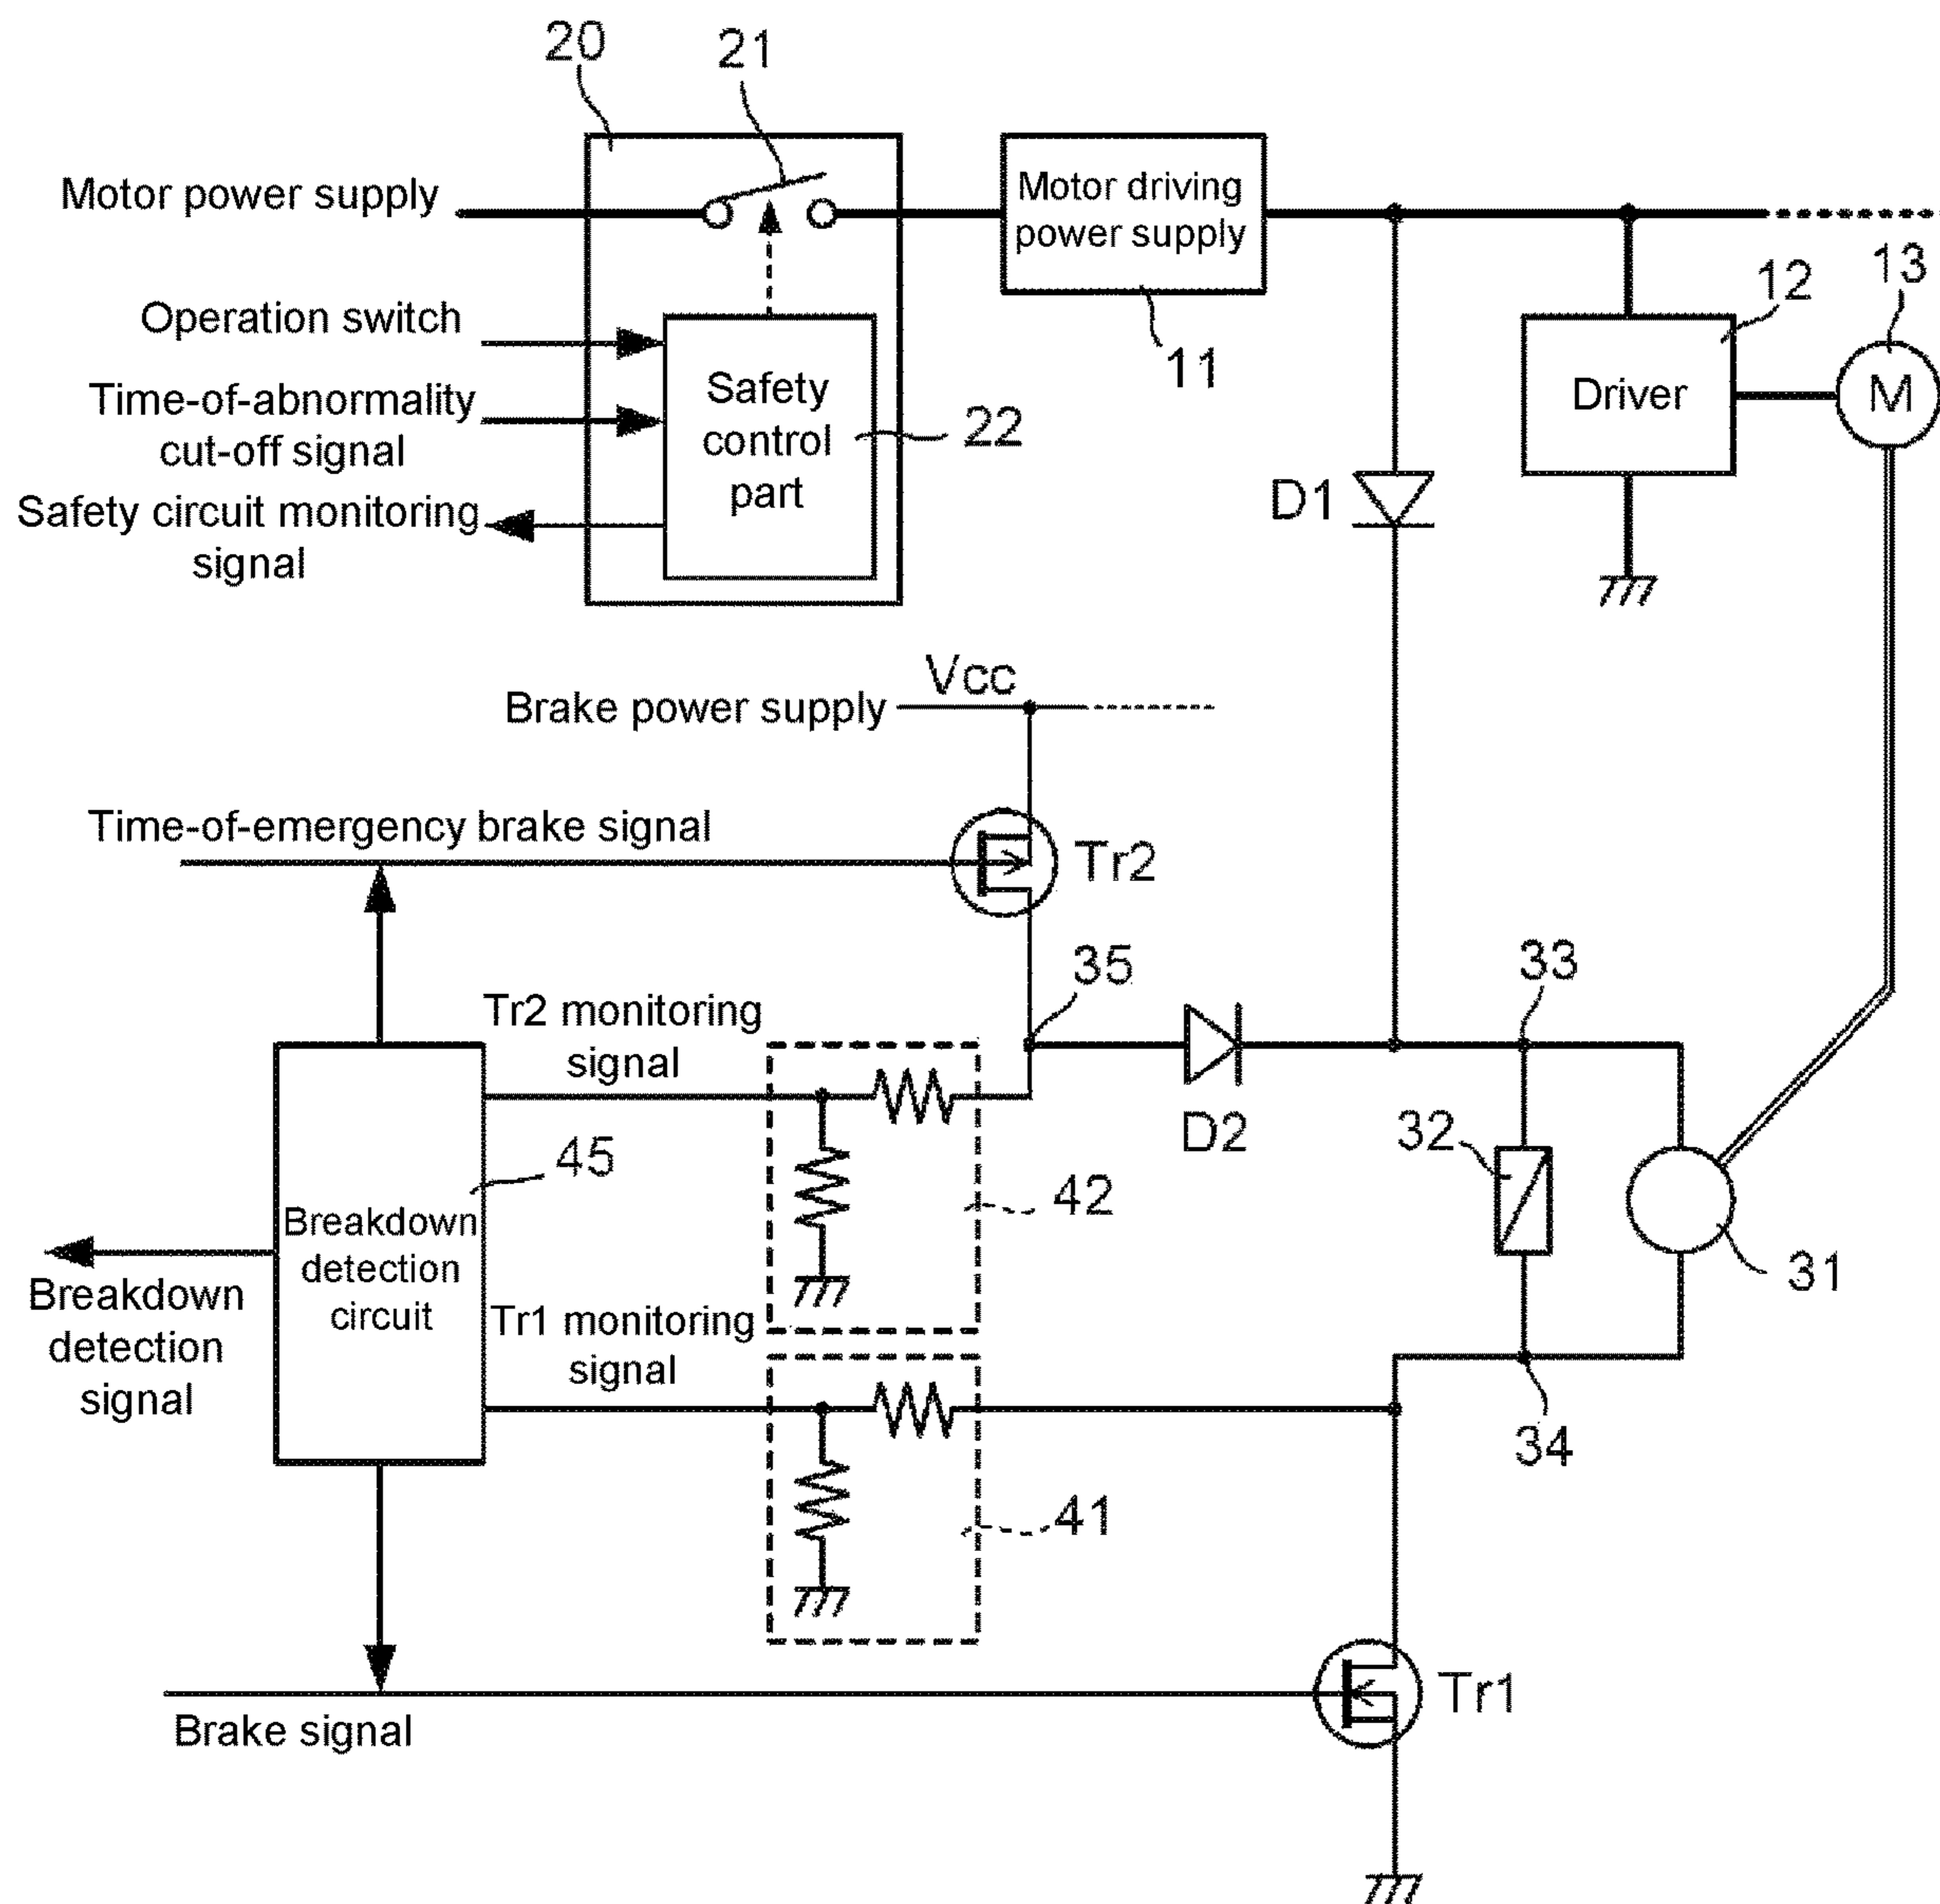 20
21
Motor power supply
Motor driving
power supply
11
Operation switch
Time-of-abnormality
cut-off signal
Safety circuit monitoring
signal
Safety
control
part
22
12
13
Driver
M
D1
Vcc
Brake power supply
Time-of-emergency brake signal
Tr2
35
33
Tr2 monitoring
signal
D2
32
31
45
42
Breakdown
detection
circuit
Breakdown
detection
signal
Tr1 monitoring
signal
34
41
Tr1
Brake signal